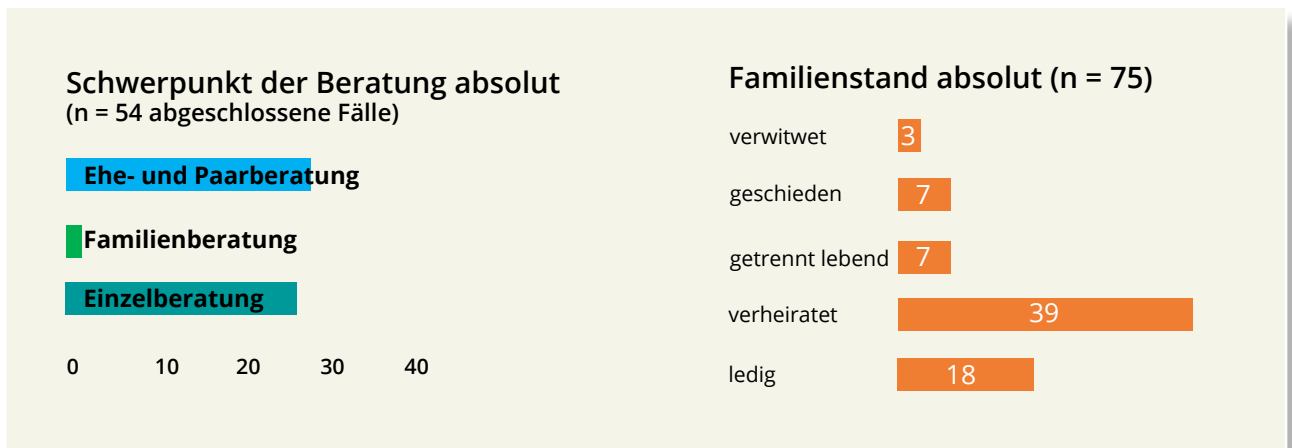 Schwerpunkt der Beratung absolut
(n = 54 abgeschlossene Fälle)
Ehe- und Paarberatung
Familienberatung
Einzelberatung
0 10 20 30 40
Familienstand absolut (n = 75)
verwitwet 3
geschieden 7
getrennt lebend 7
verheiratet 39
ledig 18